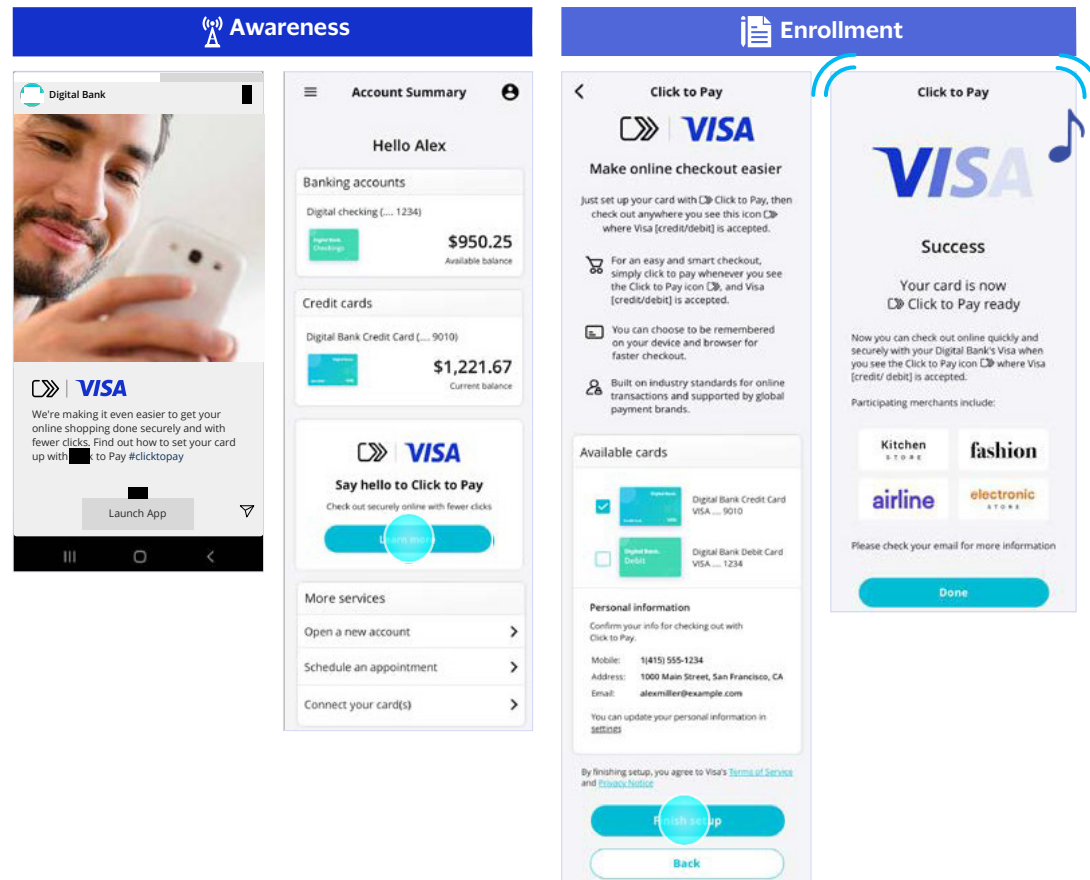 Awareness
Digital Bank
VISA
We're making it even easier to get your
online shopping done securely and with
fewer clicks. Find out how to set your card
up with k to Pay #clicktopay
Launch App
Account Summary
Hello Alex
Banking accounts
Digital checking (.... 1234)
Digital Bank.
Checkings
$950.25
Available balance
Credit cards
Digital Bank Credit Card (.... 9010)
$1,221.67
Current balance
VISA
Say hello to Click to Pay
Check out securely online with fewer clicks
Learn more
More services
Open a new account
Schedule an appointment
Connect your card(s)
Enrollment
Click to Pay
VISA
Make online checkout easier
Just set up your card with Click to Pay, then
check out anywhere you see this icon
where Visa [credit/debit] is accepted.
For an easy and smart checkout,
simply click to pay whenever you see
the Click to Pay icon , and Visa
[credit/debit] is accepted.
You can choose to be remembered
on your device and browser for
faster checkout.
Built on industry standards for online
transactions and supported by global
payment brands.
Available cards
Digital Bank Credit Card
VISA .... 9010
Digital Bank.
Debit
Digital Bank Debit Card
VISA .... 1234
Personal information
Confirm your info for checking out with
Click to Pay.
Mobile: 1(415) 555-1234
Address: 1000 Main Street, San Francisco, CA
Email: alexmiller@example.com
You can update your personal information in
settings
By finishing setup, you agree to Visa's Terms of Service
and Privacy Notice
Finish setup
Back
Click to Pay
VISA
Success
Your card is now
Click to Pay ready
Now you can check out online quickly and
securely with your Digital Bank's Visa when
you see the Click to Pay icon where Visa
[credit/ debit] is accepted.
Participating merchants include:
Kitchen
STORE
fashion
airline
electronic
STORE
Please check your email for more information
Done